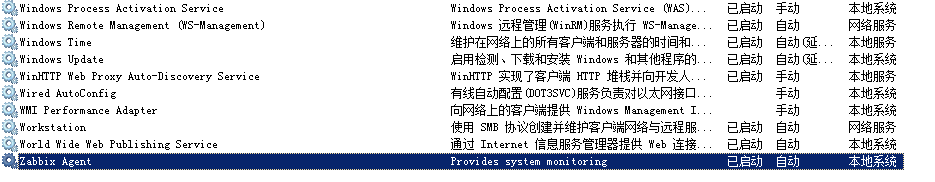 Windows Process Activation Service Windows Process Activation Service (WAS)... 已启动 手动 本地系统
Windows Remote Management (WS-Management) Windows 远程管理(WinRM)服务执行 WS-Manage... 已启动 自动 网络服务
Windows Time 维护在网络上的所有客户端和服务器的时间和... 已启动 自动(延... 本地服务
Windows Update 启用检测、下载和安装 Windows 和其他程序的... 已启动 自动(延... 本地系统
WinHTTP Web Proxy Auto-Discovery Service WinHTTP 实现了客户端 HTTP 堆栈并向开发人... 已启动 手动 本地服务
Wired AutoConfig 有线自动配置(DOT3SVC)服务负责对以太网接口... 手动 本地系统
WMI Performance Adapter 向网络上的客户端提供 Windows Management I... 手动 本地系统
Workstation 使用 SMB 协议创建并维护客户端网络与远程服... 已启动 自动 网络服务
World Wide Web Publishing Service 通过 Internet 信息服务管理器提供 Web 连接... 已启动 自动 本地系统
Zabbix Agent Provides system monitoring 已启动 自动 本地系统